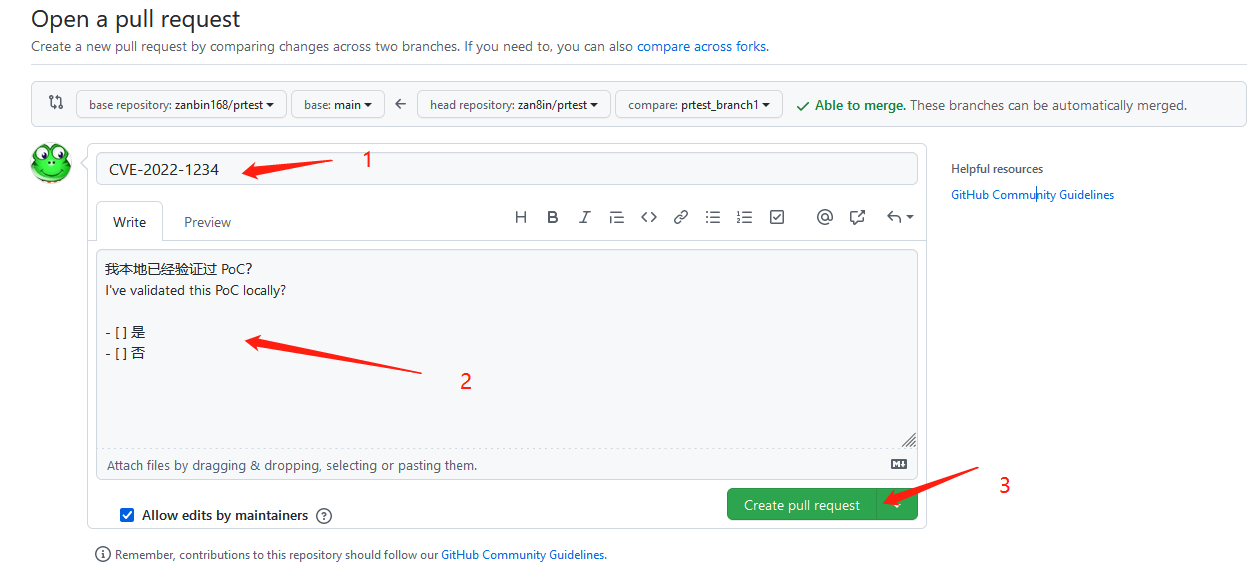 Open a pull request
Create a new pull request by comparing changes across two branches. If you need to, you can also compare across forks.
base repository: zanbin168/prtest base: main head repository: zan8in/prtest compare: prtest_branch1 Able to merge. These branches can be automatically merged.
CVE-2022-1234 1
Helpful resources
GitHub Community Guidelines
Write Preview
我本地已经验证过 PoC?
I've validated this PoC locally?
- [ ] 是
- [ ] 否
2
Attach files by dragging & dropping, selecting or pasting them.
3
Create pull request
Allow edits by maintainers
Remember, contributions to this repository should follow our GitHub Community Guidelines.